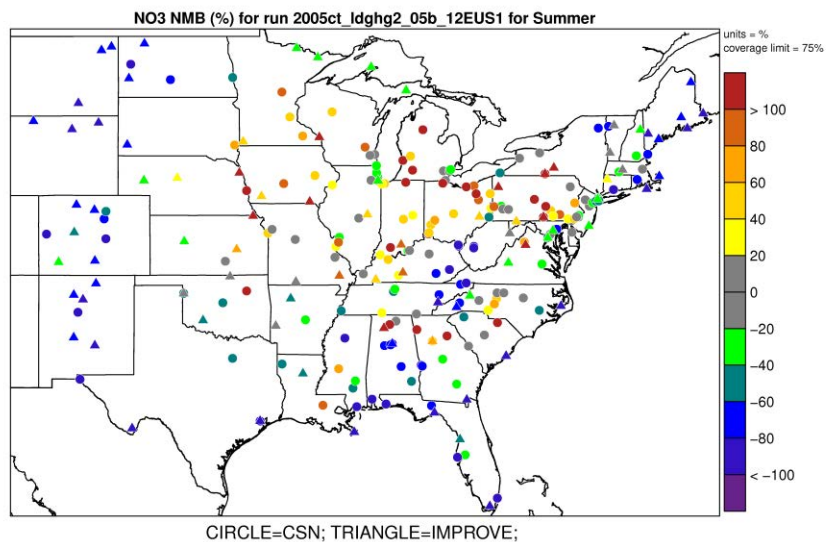 NO3 NMB (%) for run 2005ct_ldghg2_05b_12EUS1 for Summer
units = %
coverage limit = 75%
> 100
80
60
40
20
0
−20
−40
−60
−80
< −100
CIRCLE=CSN; TRIANGLE=IMPROVE;